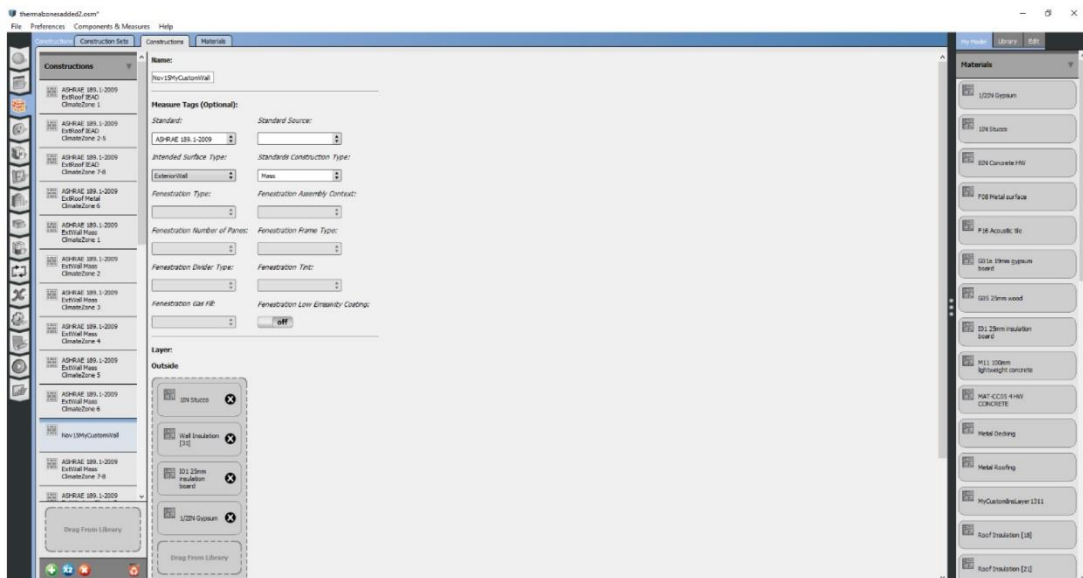 thermalzonesadded2.osm*
File Preferences Components & Measures Help
Constructions Construction Sets Constructions Materials
My Model Library Edit
Constructions
ASHRAE 189.1-2009
ExtRoof IEAD
ClimateZone 1
ASHRAE 189.1-2009
ExtRoof IEAD
ClimateZone 2-5
ASHRAE 189.1-2009
ExtRoof IEAD
ClimateZone 7-8
ASHRAE 189.1-2009
ExtRoof Metal
ClimateZone 6
ASHRAE 189.1-2009
ExtWall Mass
ClimateZone 1
ASHRAE 189.1-2009
ExtWall Mass
ClimateZone 2
ASHRAE 189.1-2009
ExtWall Mass
ClimateZone 3
ASHRAE 189.1-2009
ExtWall Mass
ClimateZone 4
ASHRAE 189.1-2009
ExtWall Mass
ClimateZone 5
ASHRAE 189.1-2009
ExtWall Mass
ClimateZone 6
Nov15MyCustomWall
ASHRAE 189.1-2009
ExtWall Mass
ClimateZone 7-8
ASHRAE 189.1-2009
Drag From Library
Name:
Nov15MyCustomWall
Measure Tags (Optional):
Standard: Standard Source:
ASHRAE 189.1-2009
Intended Surface Type: Standards Construction Type:
ExteriorWall Mass
Fenestration Type: Fenestration Assembly Context:
Fenestration Number of Panes: Fenestration Frame Type:
Fenestration Divider Type: Fenestration Tint:
Fenestration Gas Fill: Fenestration Low Emissivity Coating:
off
Layer:
Outside
1IN Stucco
Wall Insulation
[31]
I01 25mm
insulation
board
1/2IN Gypsum
Drag From Library
Materials
1/2IN Gypsum
1IN Stucco
8IN Concrete HW
F08 Metal surface
F16 Acoustic tile
G01a 19mm gypsum
board
G05 25mm wood
I01 25mm insulation
board
M11 100mm
lightweight concrete
MAT-CC05 4 HW
CONCRETE
Metal Decking
Metal Roofing
MyCustomInsLayer1311
Roof Insulation [18]
Roof Insulation [21]